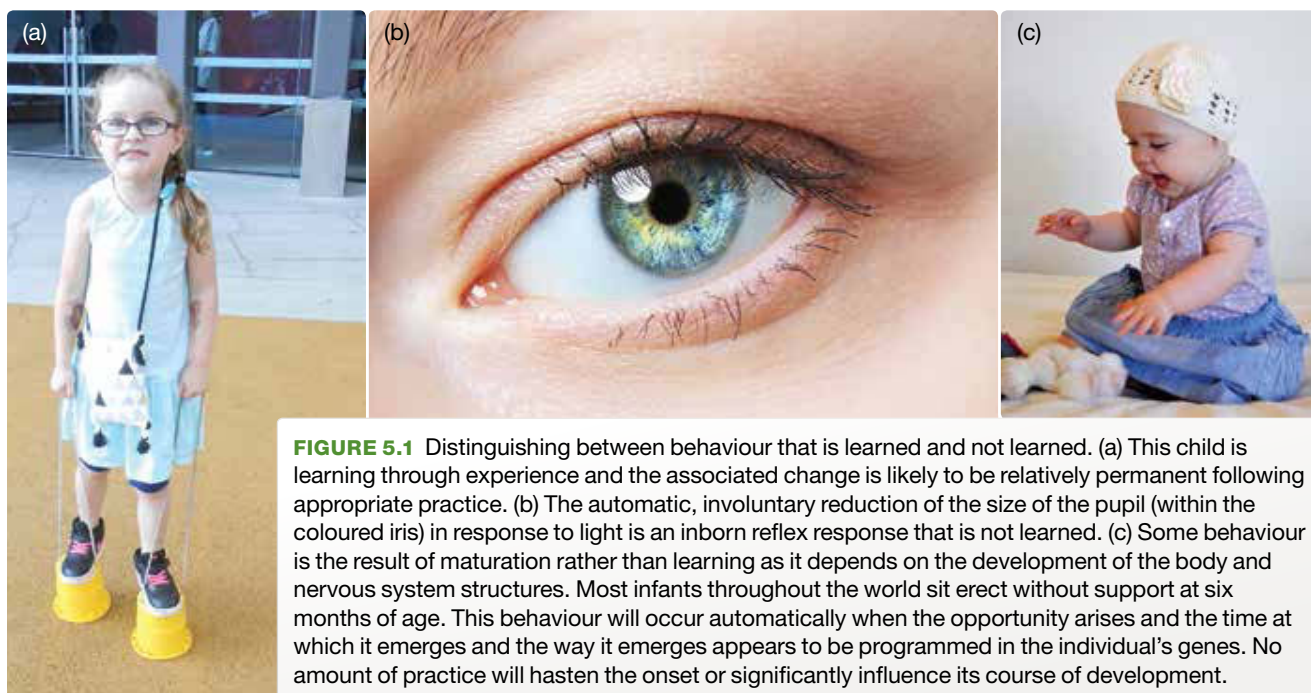 (a)
(b)
(c)
FIGURE 5.1 Distinguishing between behaviour that is learned and not learned. (a) This child is
learning through experience and the associated change is likely to be relatively permanent following
appropriate practice. (b) The automatic, involuntary reduction of the size of the pupil (within the
coloured iris) in response to light is an inborn reflex response that is not learned. (c) Some behaviour
is the result of maturation rather than learning as it depends on the development of the body and
nervous system structures. Most infants throughout the world sit erect without support at six
months of age. This behaviour will occur automatically when the opportunity arises and the time at
which it emerges and the way it emerges appears to be programmed in the individual's genes. No
amount of practice will hasten the onset or significantly influence its course of development.